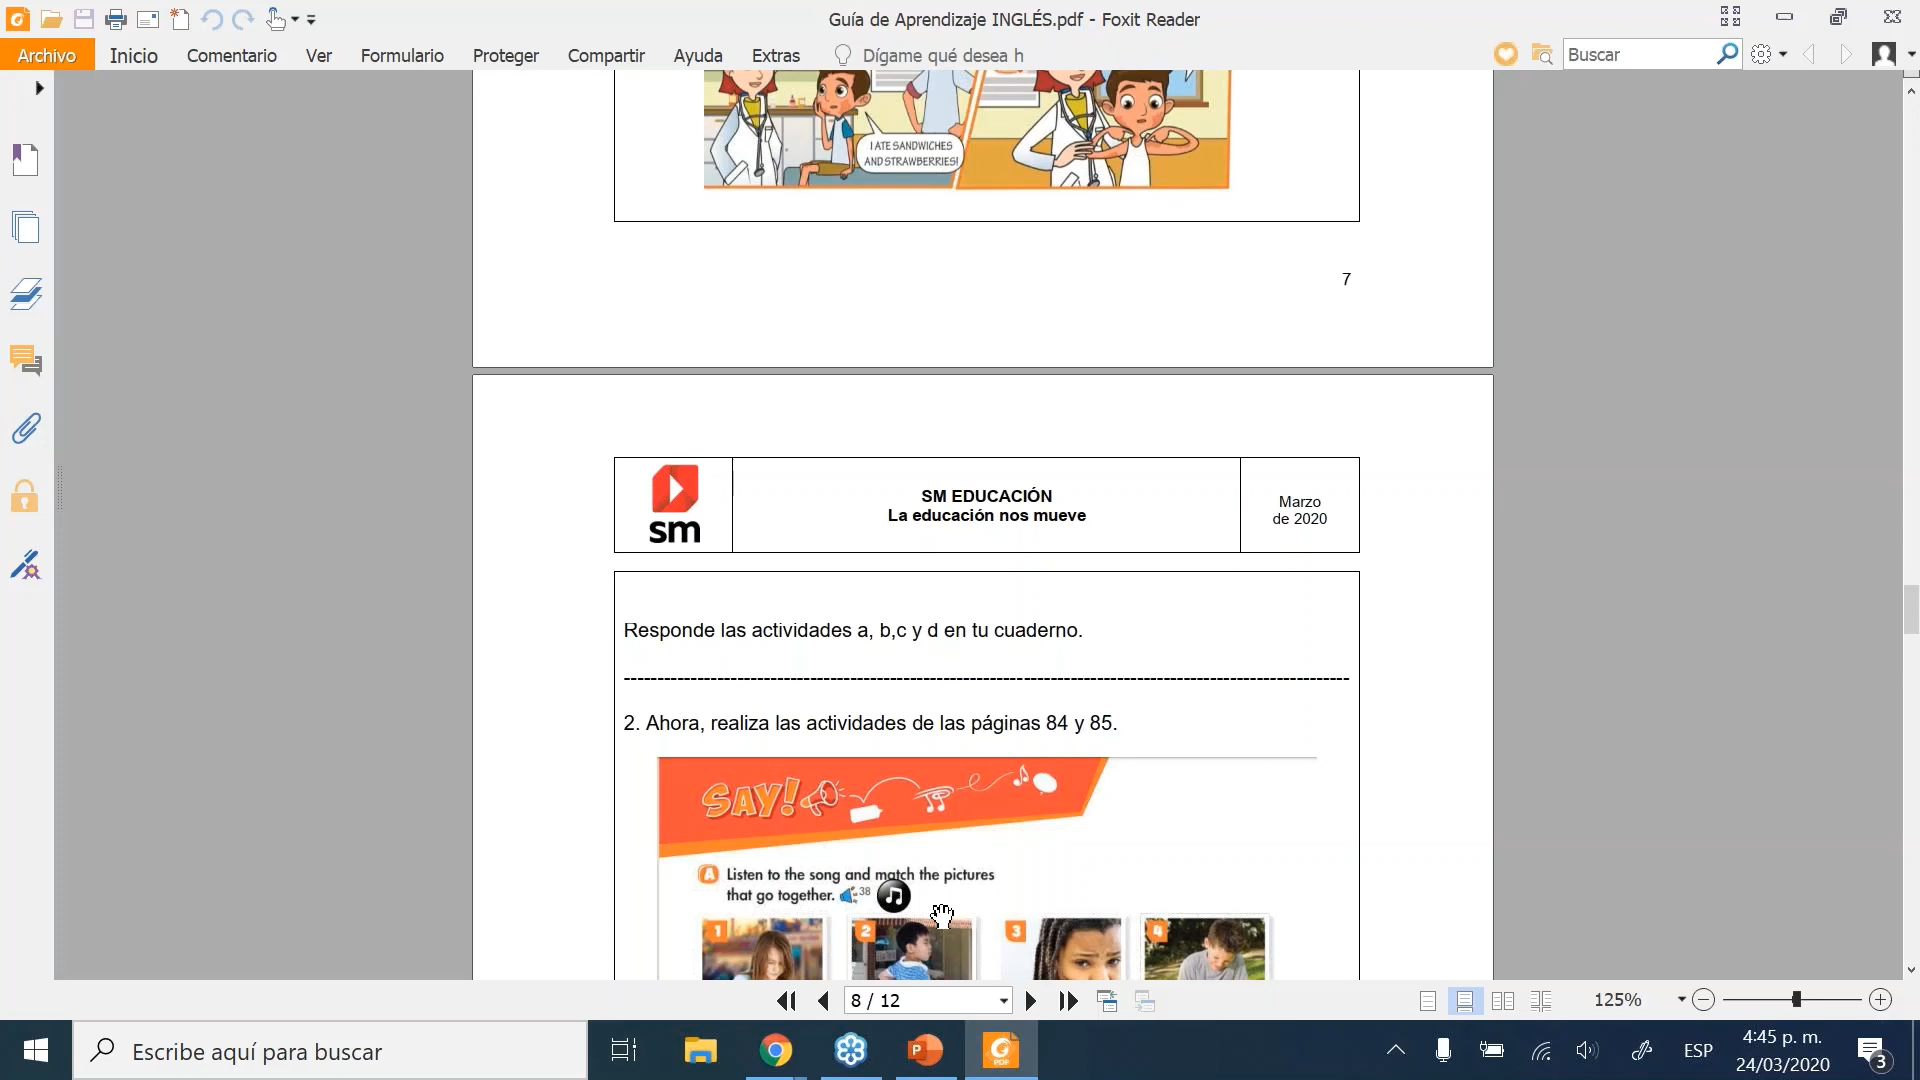 Guía de Aprendizaje INGLÉS.pdf - Foxit Reader
Archivo Inicio Comentario Ver Formulario Proteger Compartir Ayuda Extras Dígame qué desea h Buscar
I ATE SANDWICHES
AND STRAWBERRIES!
7
sm
SM EDUCACIÓN
La educación nos mueve
Marzo
de 2020
Responde las actividades a, b,c y d en tu cuaderno.
2. Ahora, realiza las actividades de las páginas 84 y 85.
SAY!
A Listen to the song and match the pictures
that go together. 38
1 2 3 4
8 / 12 125%
Escribe aquí para buscar
PDF
ESP
4:45 p. m.
24/03/2020
3